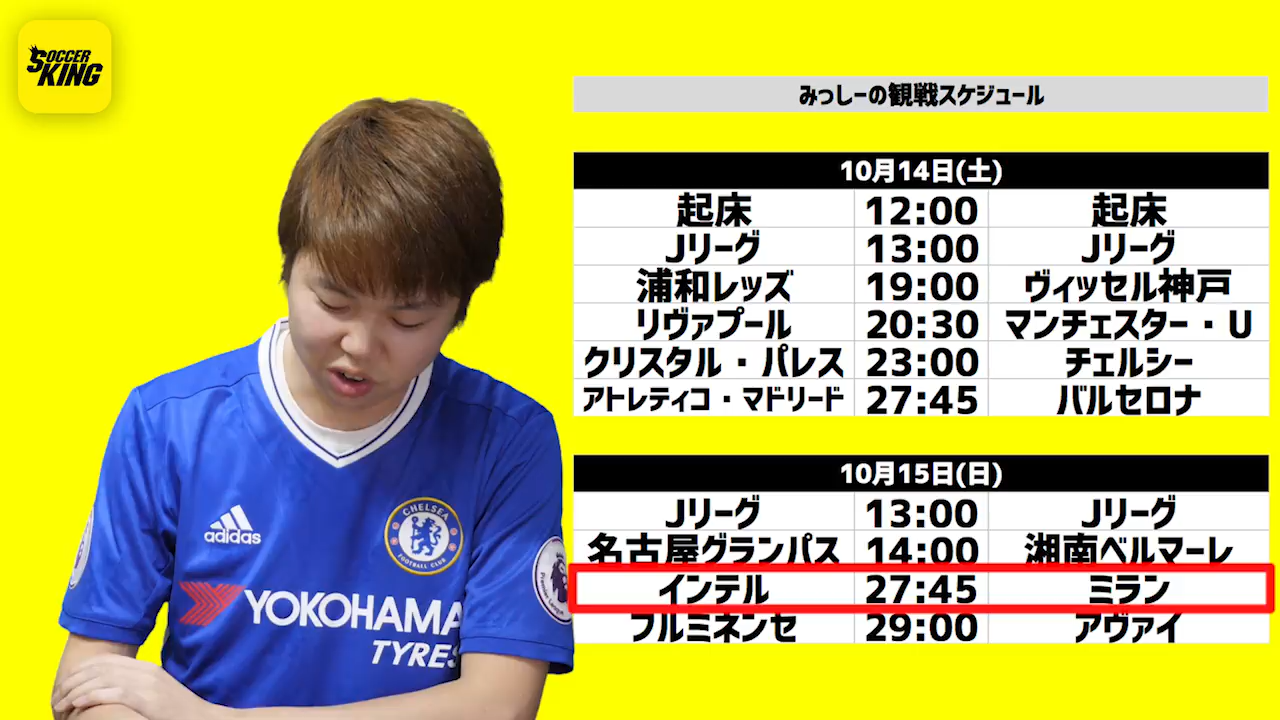 SOCCER KING
みっしーの観戦スケジュール
10月14日(土)
起床 12:00 起床
Jリーグ 13:00 Jリーグ
浦和レッズ 19:00 ヴィッセル神戸
リヴァプール 20:30 マンチェスター・U
クリスタル・パレス 23:00 チェルシー
アトレティコ・マドリード 27:45 バルセロナ
10月15日(日)
Jリーグ 13:00 Jリーグ
名古屋グランパス 14:00 湘南ベルマーレ
インテル 27:45 ミラン
フルミネンセ 29:00 アヴァイ
adidas
CHELSEA
FOOTBALL CLUB
Premier League
YOKOHAMA
TYRES